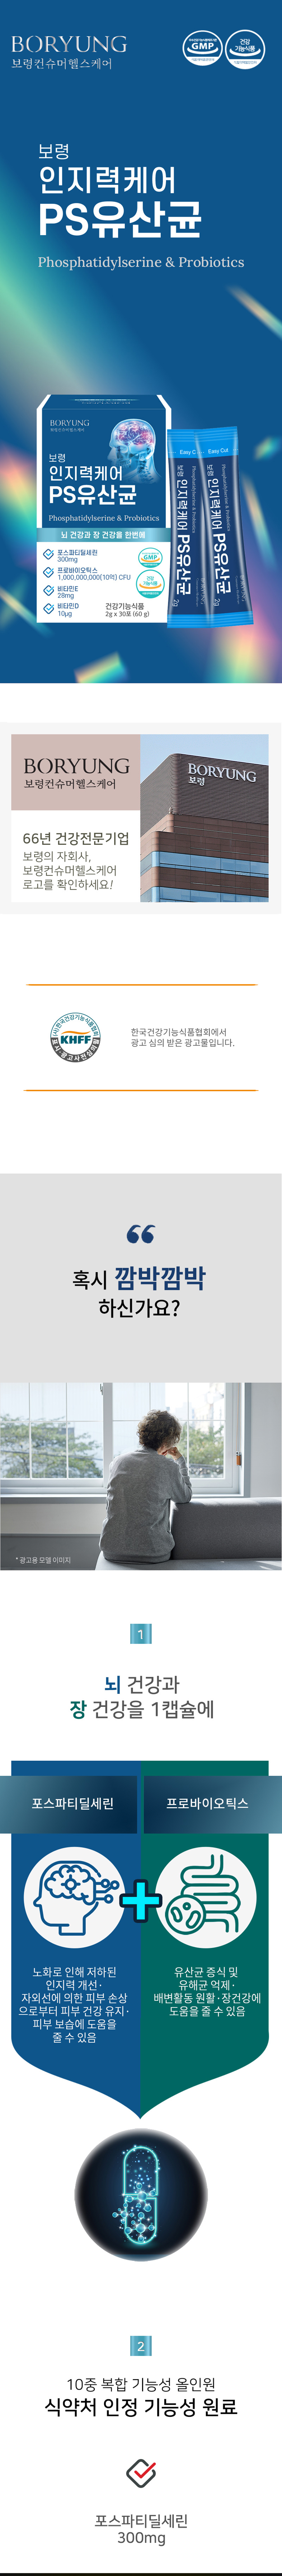 BORYUNG
보령컨슈머헬스케어
GMP
건강
기능식품
보령
인지력케어
PS유산균
Phosphatidylserine & Probiotics
BORYUNG
보령컨슈머헬스케어
보령
인지력케어
PS유산균
Phosphatidylserine & Probiotics
뇌 건강과 장 건강을 한번에
포스파티딜세린
300mg
프로바이오틱스
1,000,000,000(10억) CFU
비타민E
28mg
비타민D
10μg
GMP
건강
기능식품
건강기능식품
2g x 30포 (60 g)
Easy C
Easy Cut
보령 인지력케어 PS유산균
Phosphatidylserine & Probiotics
2g
보령 인지력케어 PS유산균
Phosphatidylserine & Probiotics
2g
BORYUNG
보령컨슈머헬스케어
BORYUNG
보령
66년 건강전문기업
보령의 자회사,
보령컨슈머헬스케어
로고를 확인하세요!
(사)한국건강기능식품협회
KHFF
표시·광고사전심의필
한국건강기능식품협회에서
광고 심의 받은 광고물입니다.
혹시 깜박깜박
하신가요?
* 광고용 모델 이미지
1
뇌 건강과
장 건강을 1캡슐에
포스파티딜세린
프로바이오틱스
노화로 인해 저하된
인지력 개선·
자외선에 의한 피부 손상
으로부터 피부 건강 유지·
피부 보습에 도움을
줄 수 있음
유산균 증식 및
유해균 억제·
배변활동 원활·장건강에
도움을 줄 수 있음
2
10중 복합 기능성 올인원
식약처 인정 기능성 원료
포스파티딜세린
300mg